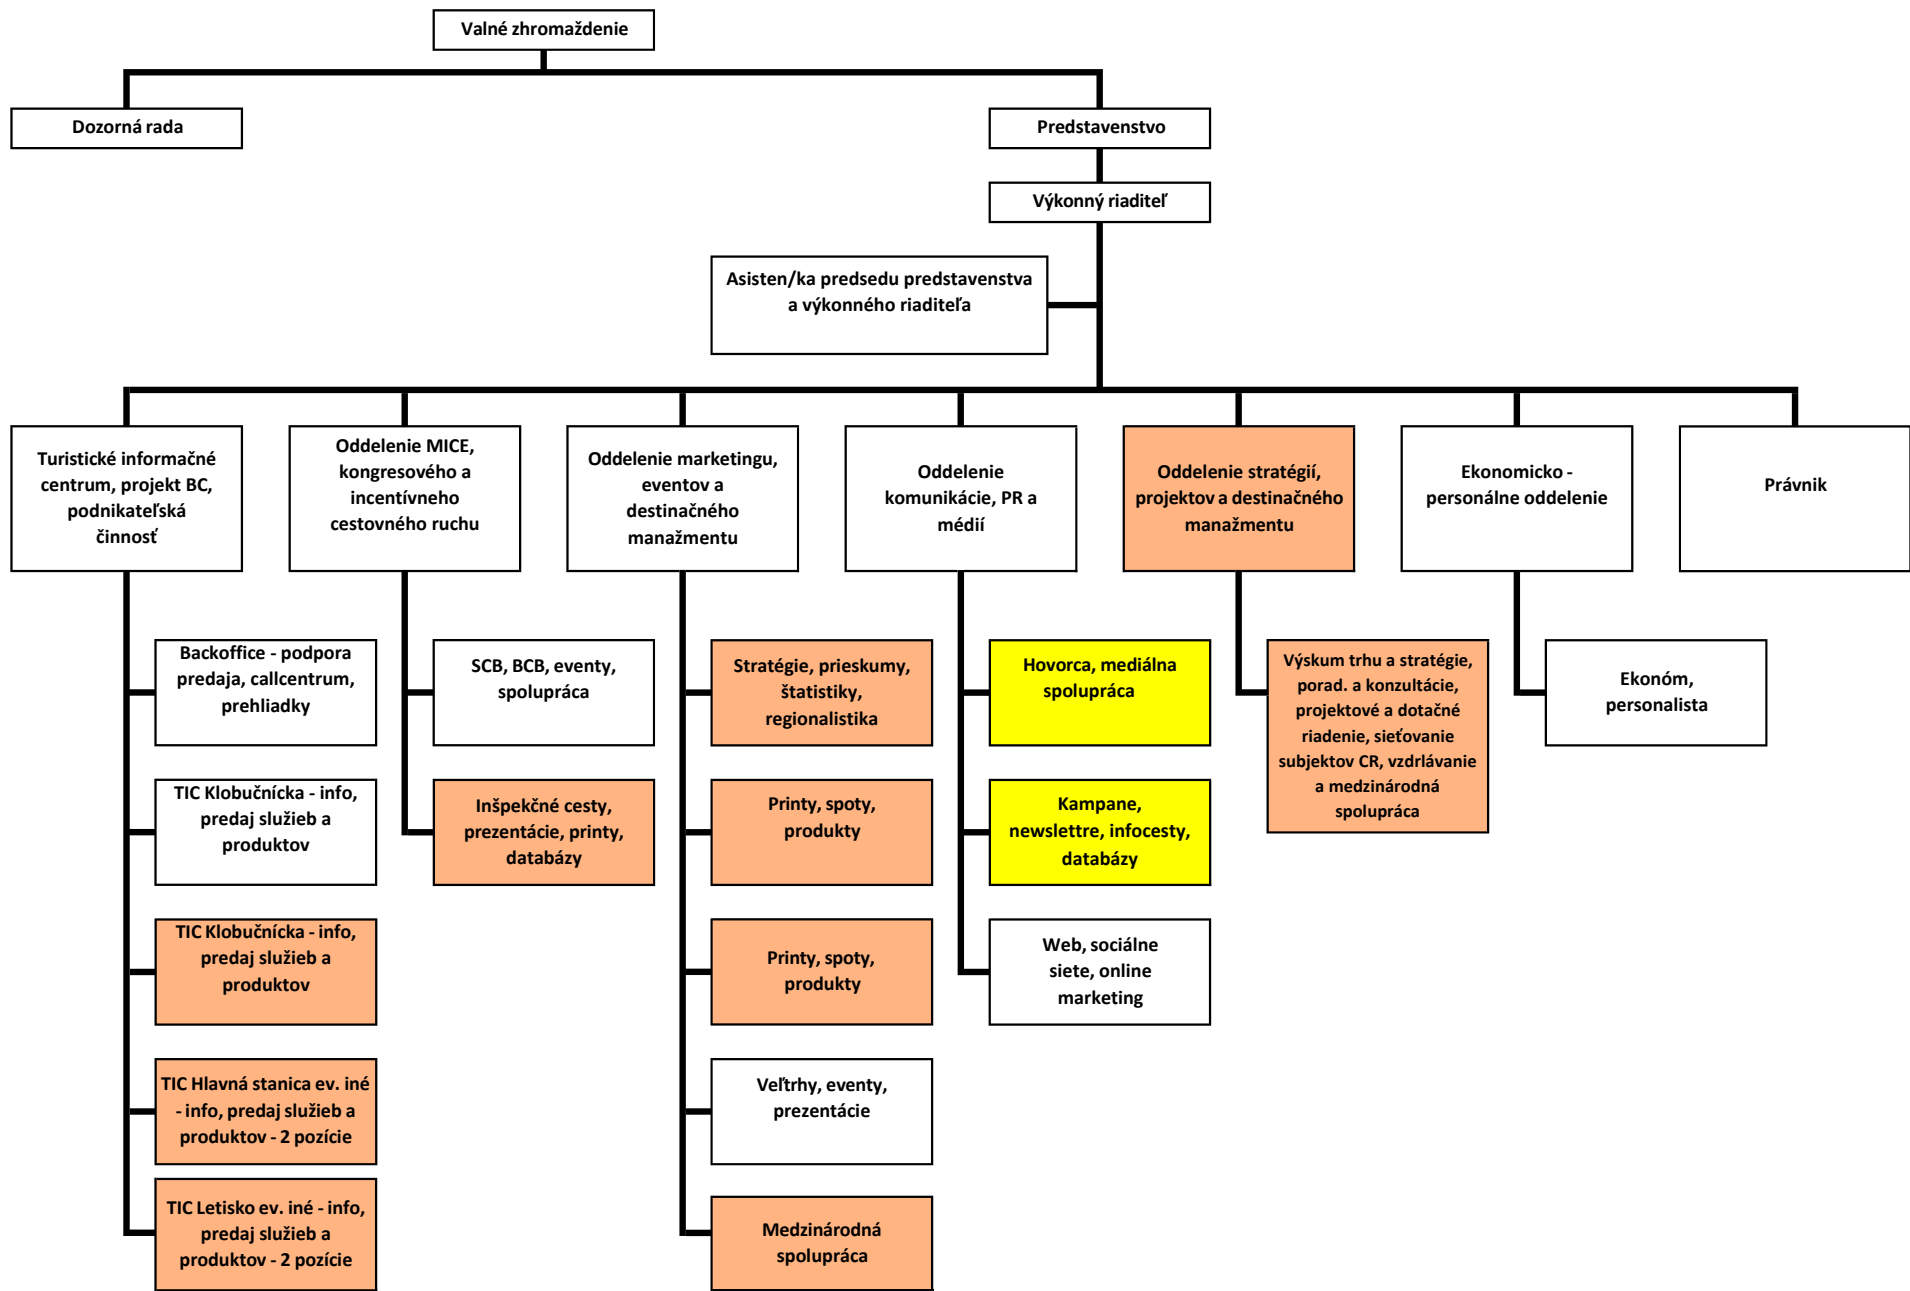 Valné zhromaždenie
Dozorná rada
Predstavenstvo
Výkonný riaditeľ
Asisten/ka predsedu predstavenstva
a výkonného riaditeľa
Turistické informačné
centrum, projekt BC,
podnikateľská
činnosť
Oddelenie MICE,
kongresového a
incentívneho
cestovného ruchu
Oddelenie marketingu,
eventov a
destinačného
manažmentu
Oddelenie
komunikácie, PR a
médií
Oddelenie stratégií,
projektov a destinačného
manažmentu
Ekonomicko -
personálne oddelenie
Právnik
Backoffice - podpora
predaja, callcentrum,
prehliadky
TIC Klobučnícka - info,
predaj služieb a
produktov
TIC Klobučnícka - info,
predaj služieb a
produktov
TIC Hlavná stanica ev. iné
- info, predaj služieb a
produktov - 2 pozície
TIC Letisko ev. iné - info,
predaj služieb a
produktov - 2 pozície
SCB, BCB, eventy,
spolupráca
Inšpekčné cesty,
prezentácie, printy,
databázy
Stratégie, prieskumy,
štatistiky,
regionalistika
Printy, spoty,
produkty
Printy, spoty,
produkty
Veľtrhy, eventy,
prezentácie
Medzinárodná
spolupráca
Hovorca, mediálna
spolupráca
Kampane,
newslettre, infocesty,
databázy
Web, sociálne
siete, online
marketing
Výskum trhu a stratégie,
porad. a konzultácie,
projektové a dotačné
riadenie, sieťovanie
subjektov CR, vzdrlávanie
a medzinárodná
spolupráca
Ekonóm,
personalista